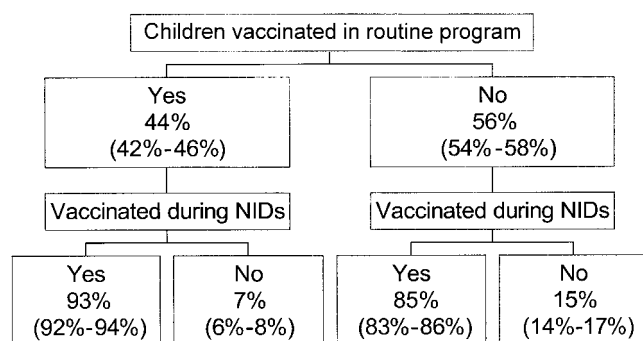 Children vaccinated in routine program
Yes
44%
(42%-46%)
No
56%
(54%-58%)
Vaccinated during NIDs
Vaccinated during NIDs
Yes
93%
(92%-94%)
No
7%
(6%-8%)
Yes
85%
(83%-86%)
No
15%
(14%-17%)